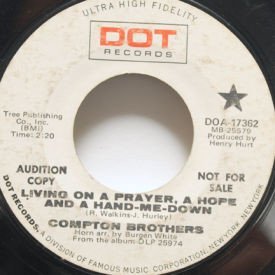 ULTRA HIGH FIDELITY
DOT
RECORDS
Tree Publishing
Co., Inc.
(BMI)
Time: 2:20
DOA-17362
MB-25579
Produced by
Henry Hurt
AUDITION
COPY
NOT FOR
SALE
LIVING ON A PRAYER, A HOPE
AND A HAND-ME-DOWN
(R. Walkins-J. Hurley)
COMPTON BROTHERS
Horn arr. by Bergen White
From the album DLP 25974
DOT RECORDS, A DIVISION OF FAMOUS MUSIC CORPORATION, NEW YORK, NEW YORK